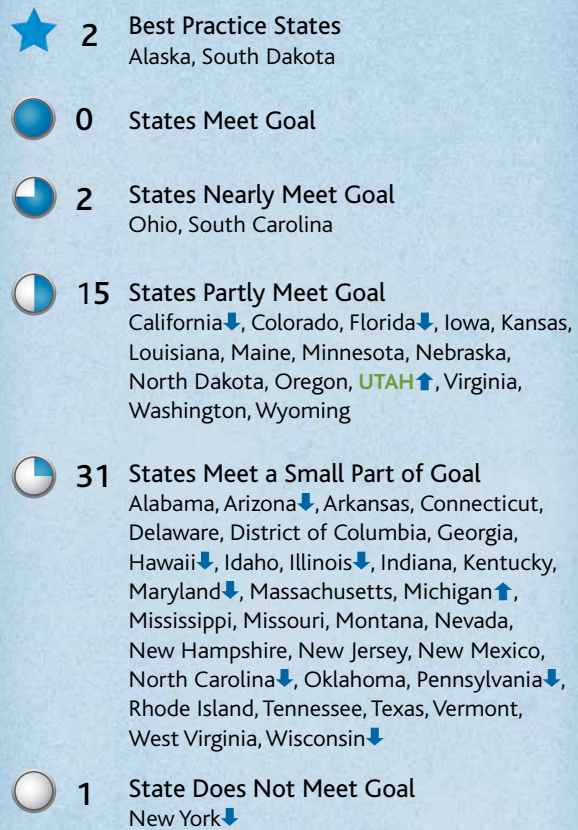 2 Best Practice States
Alaska, South Dakota
0 States Meet Goal
2 States Nearly Meet Goal
Ohio, South Carolina
15 States Partly Meet Goal
California⬇, Colorado, Florida⬇, Iowa, Kansas,
Louisiana, Maine, Minnesota, Nebraska,
North Dakota, Oregon, UTAH⬆, Virginia,
Washington, Wyoming
31 States Meet a Small Part of Goal
Alabama, Arizona⬇, Arkansas, Connecticut,
Delaware, District of Columbia, Georgia,
Hawaii⬇, Idaho, Illinois⬇, Indiana, Kentucky,
Maryland⬇, Massachusetts, Michigan⬆,
Mississippi, Missouri, Montana, Nevada,
New Hampshire, New Jersey, New Mexico,
North Carolina⬇, Oklahoma, Pennsylvania⬇,
Rhode Island, Tennessee, Texas, Vermont,
West Virginia, Wisconsin⬇
1 State Does Not Meet Goal
New York⬇